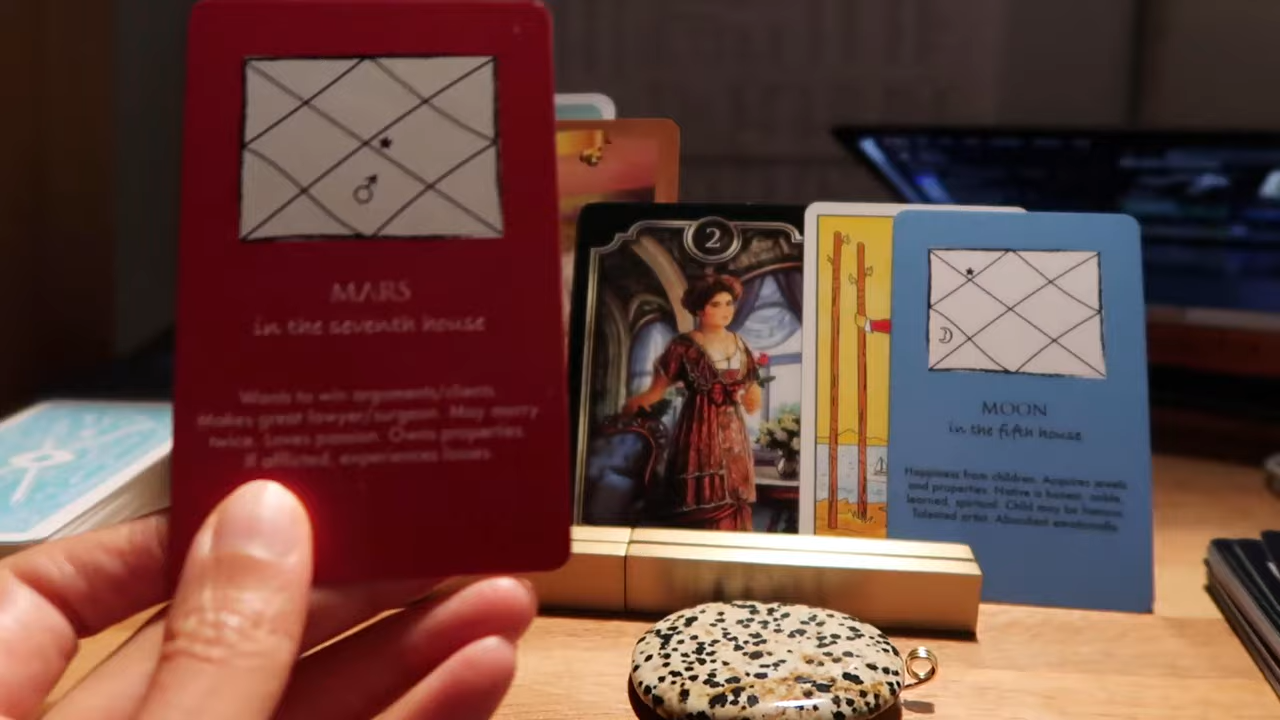 MARS
in the seventh house
Wants to win arguments/clients.
Makes great lawyer/surgeon. May marry
twice. Loves passion. Owns properties.
If afflicted, experiences losses.
2
MOON
in the fifth house
Happiness from children. Acquires jewels
and properties. Native is honest, noble,
learned, spiritual. Child may be famous.
Talented artist. Absorbed emotionally.